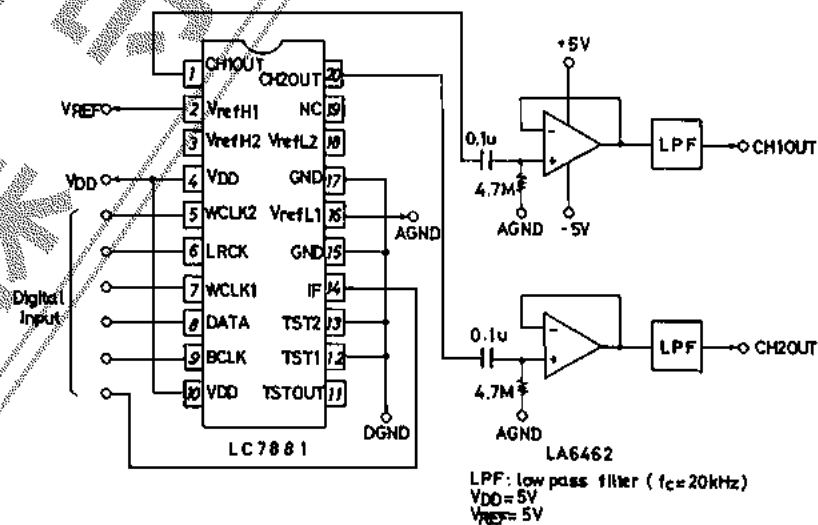 +5V
1 CH1OUT CH2OUT 20
VREF 2 VrefH1 NC 19
3 VrefH2 VrefL2 18
VDD 4 VDD GND 17
5 WCLK2 VrefL1 16
AGND
6 LRCK GND 15
7 WCLK1 IF 14
Digital
Input
8 DATA TST2 13
9 BCLK TST1 12
10 VDD TSTOUT 11
DGND
LC7881
0.1u
-
+
4.7M
AGND
-5V
LPF
CH1OUT
0.1u
-
+
4.7M
AGND
LPF
CH2OUT
LA6462
LPF: low pass filter ( fc=20kHz)
VDD=5V
VREF=5V